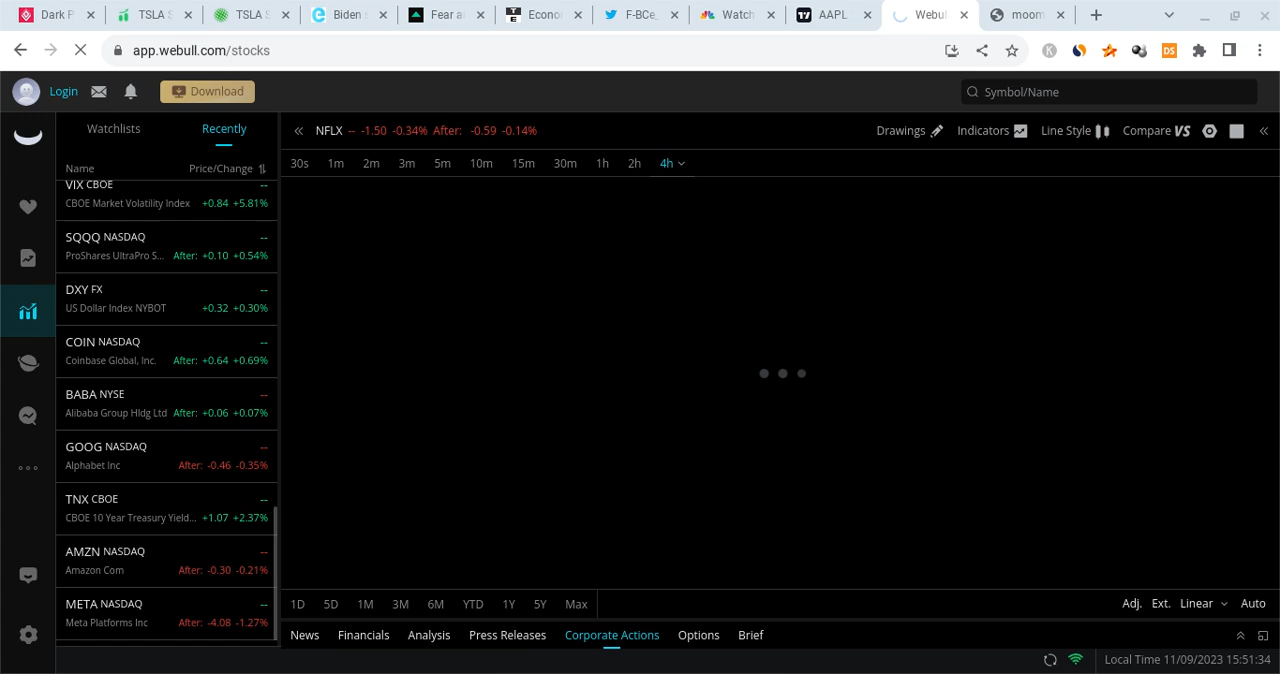 Dark P
TSLA S
TSLA S
Biden s
Fear a
Econo
F-BCe_
Watch
AAPL
Webul
moom
app.webull.com/stocks
Login
Download
Symbol/Name
Watchlists
Recently
Name
Price/Change
VIX CBOE --
CBOE Market Volatility Index +0.84 +5.81%
SQQQ NASDAQ --
ProShares UltraPro S... After: +0.10 +0.54%
DXY FX --
US Dollar Index NYBOT +0.32 +0.30%
COIN NASDAQ --
Coinbase Global, Inc. After: +0.64 +0.69%
BABA NYSE --
Alibaba Group Hldg Ltd After: +0.06 +0.07%
GOOG NASDAQ --
Alphabet Inc After: -0.46 -0.35%
TNX CBOE --
CBOE 10 Year Treasury Yield... +1.07 +2.37%
AMZN NASDAQ --
Amazon Com After: -0.30 -0.21%
META NASDAQ --
Meta Platforms Inc After: -4.08 -1.27%
NFLX -- -1.50 -0.34% After: -0.59 -0.14%
Drawings
Indicators
Line Style
Compare VS
30s 1m 2m 3m 5m 10m 15m 30m 1h 2h 4h
1D 5D 1M 3M 6M YTD 1Y 5Y Max
Adj. Ext. Linear Auto
News Financials Analysis Press Releases Corporate Actions Options Brief
Local Time 11/09/2023 15:51:34